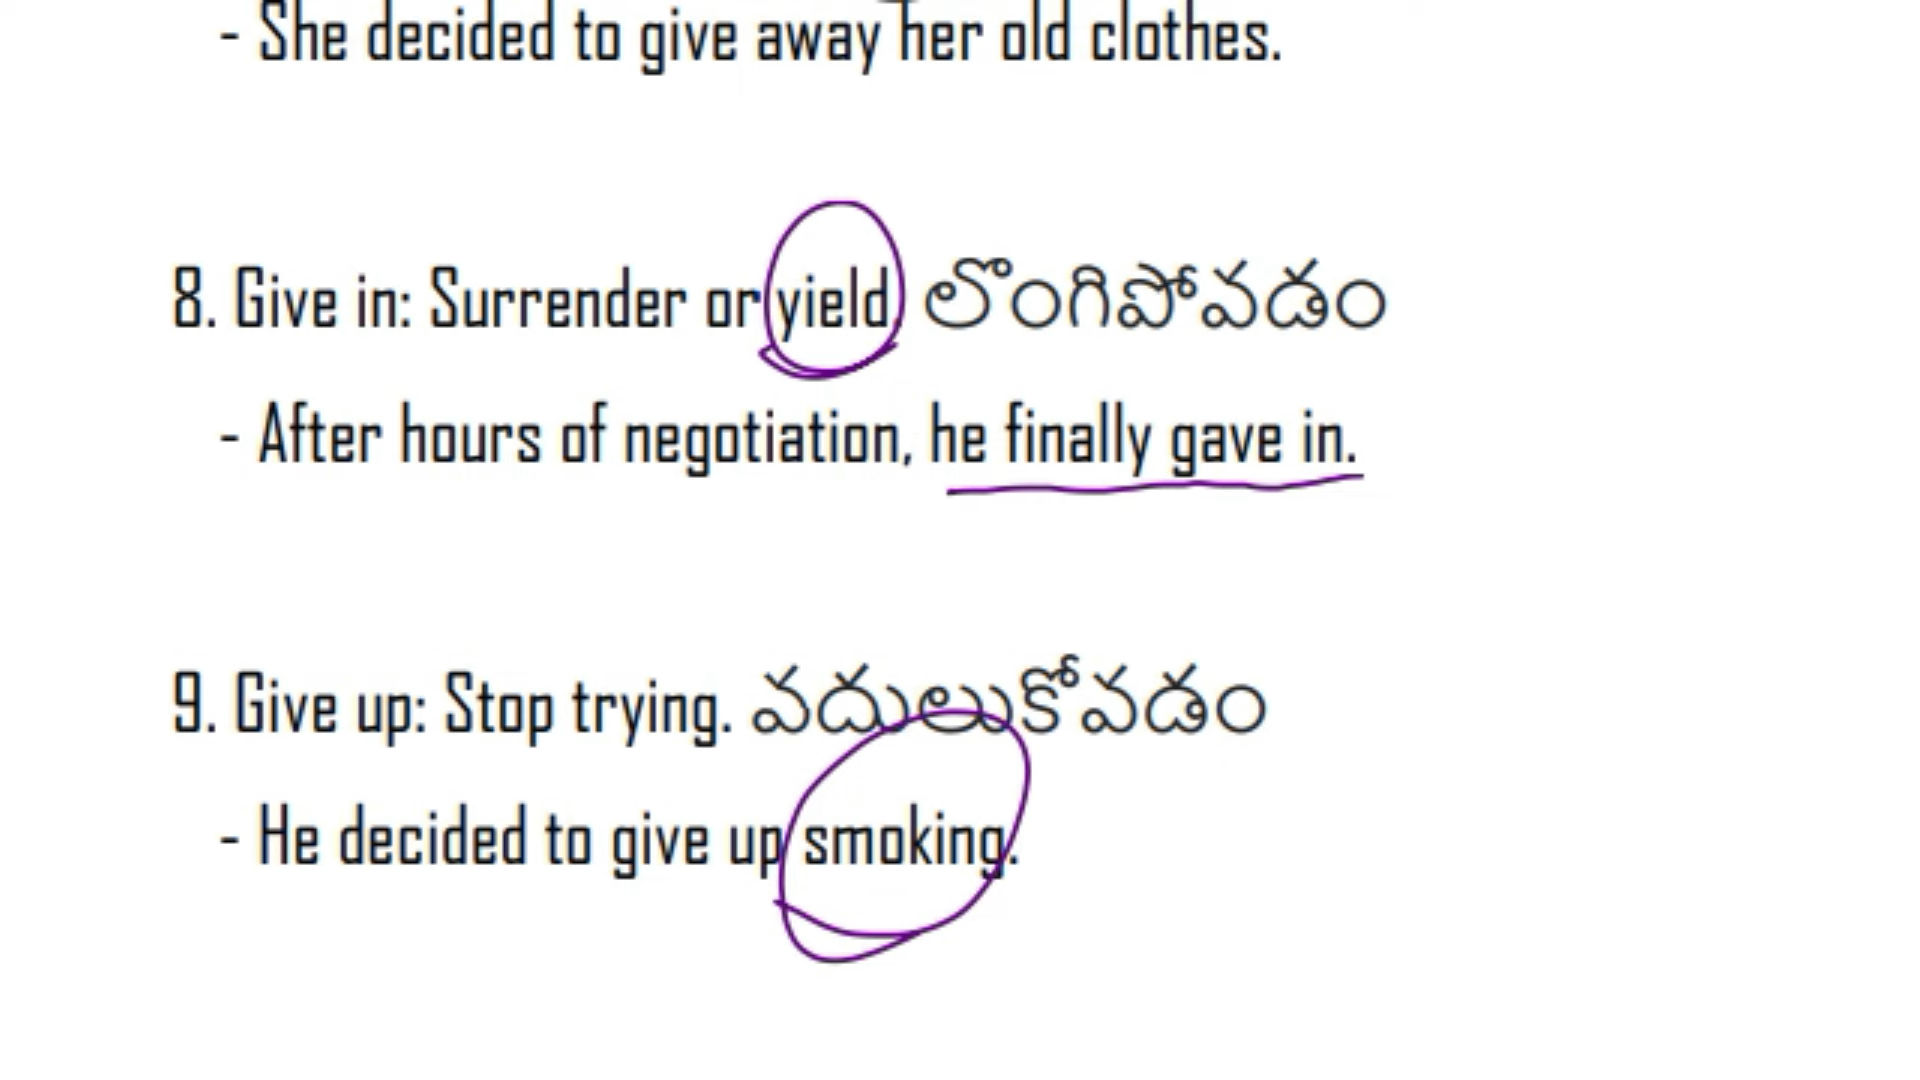 - She decided to give away her old clothes.
8. Give in: Surrender or yield లొంగిపోవడం
- After hours of negotiation, he finally gave in.
9. Give up: Stop trying. వదులుకోవడం
- He decided to give up smoking.